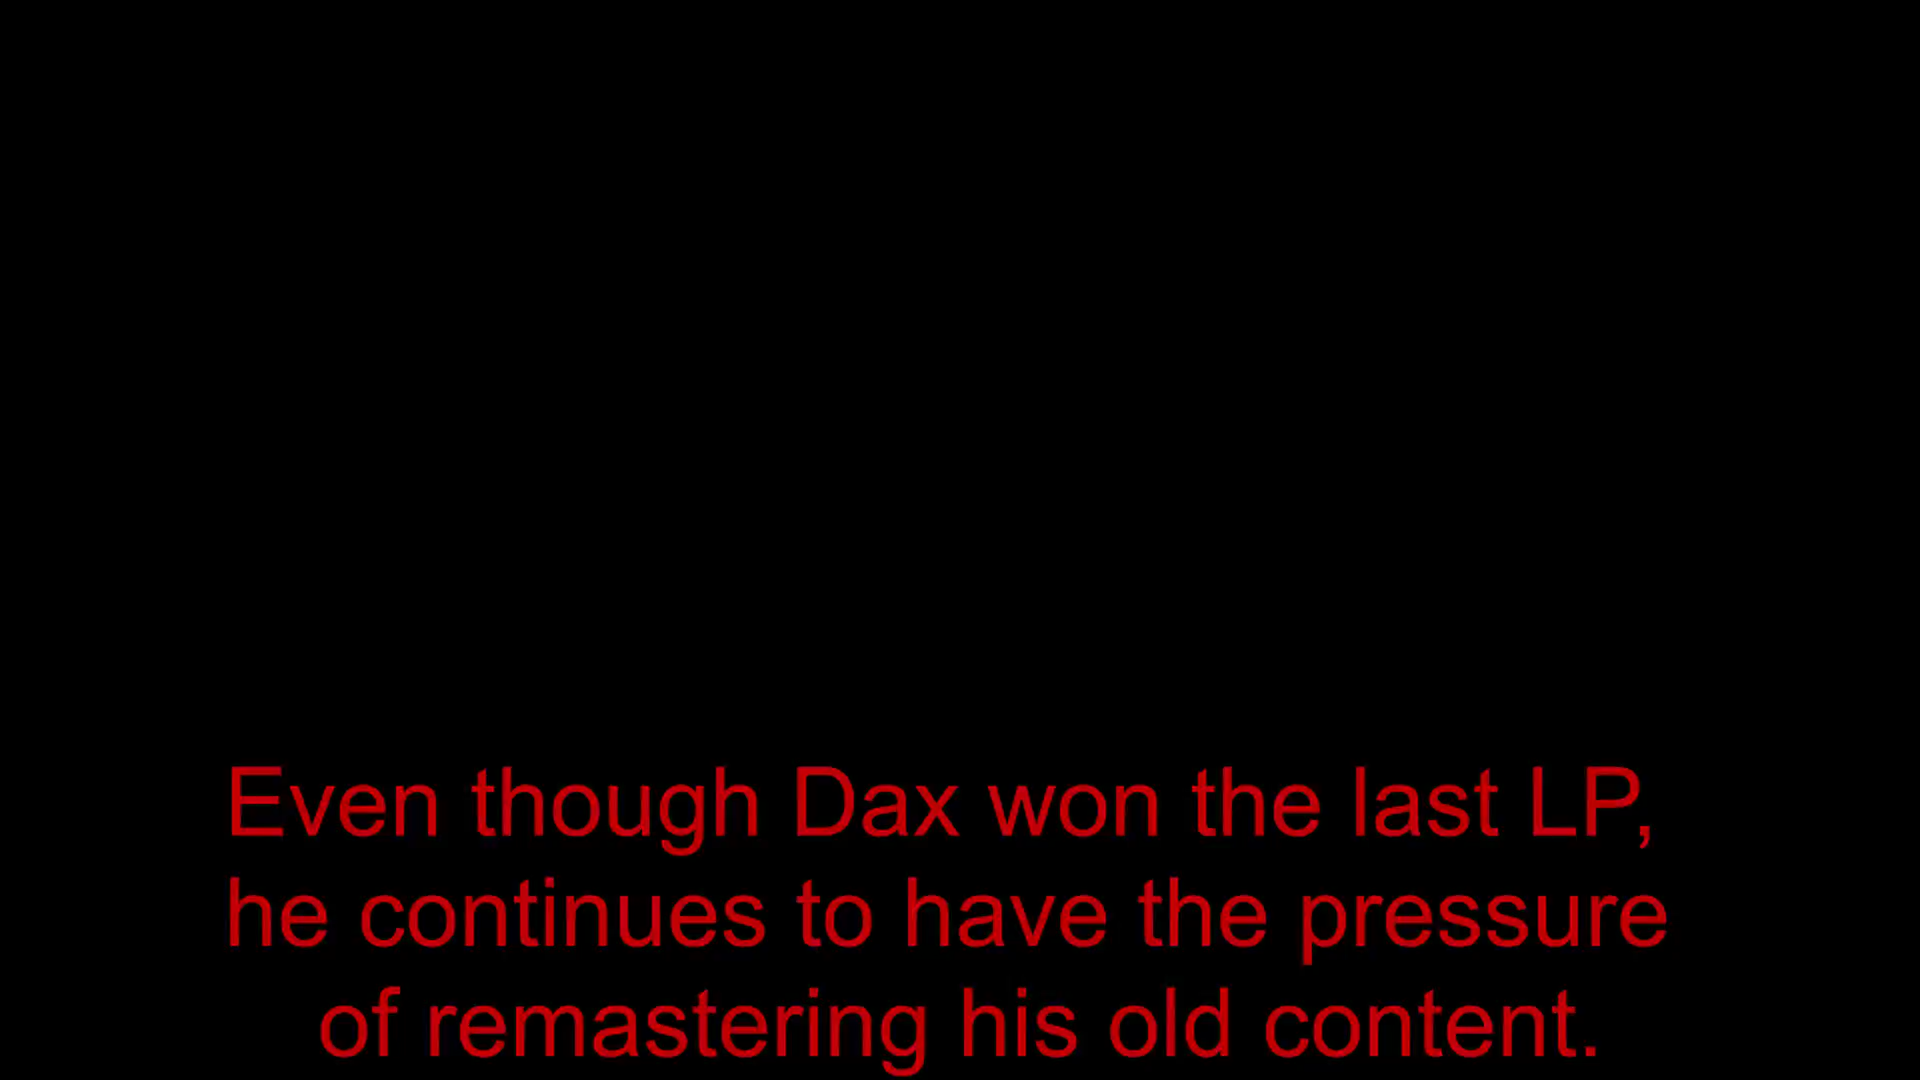 Even though Dax won the last LP,
he continues to have the pressure
of remastering his old content.